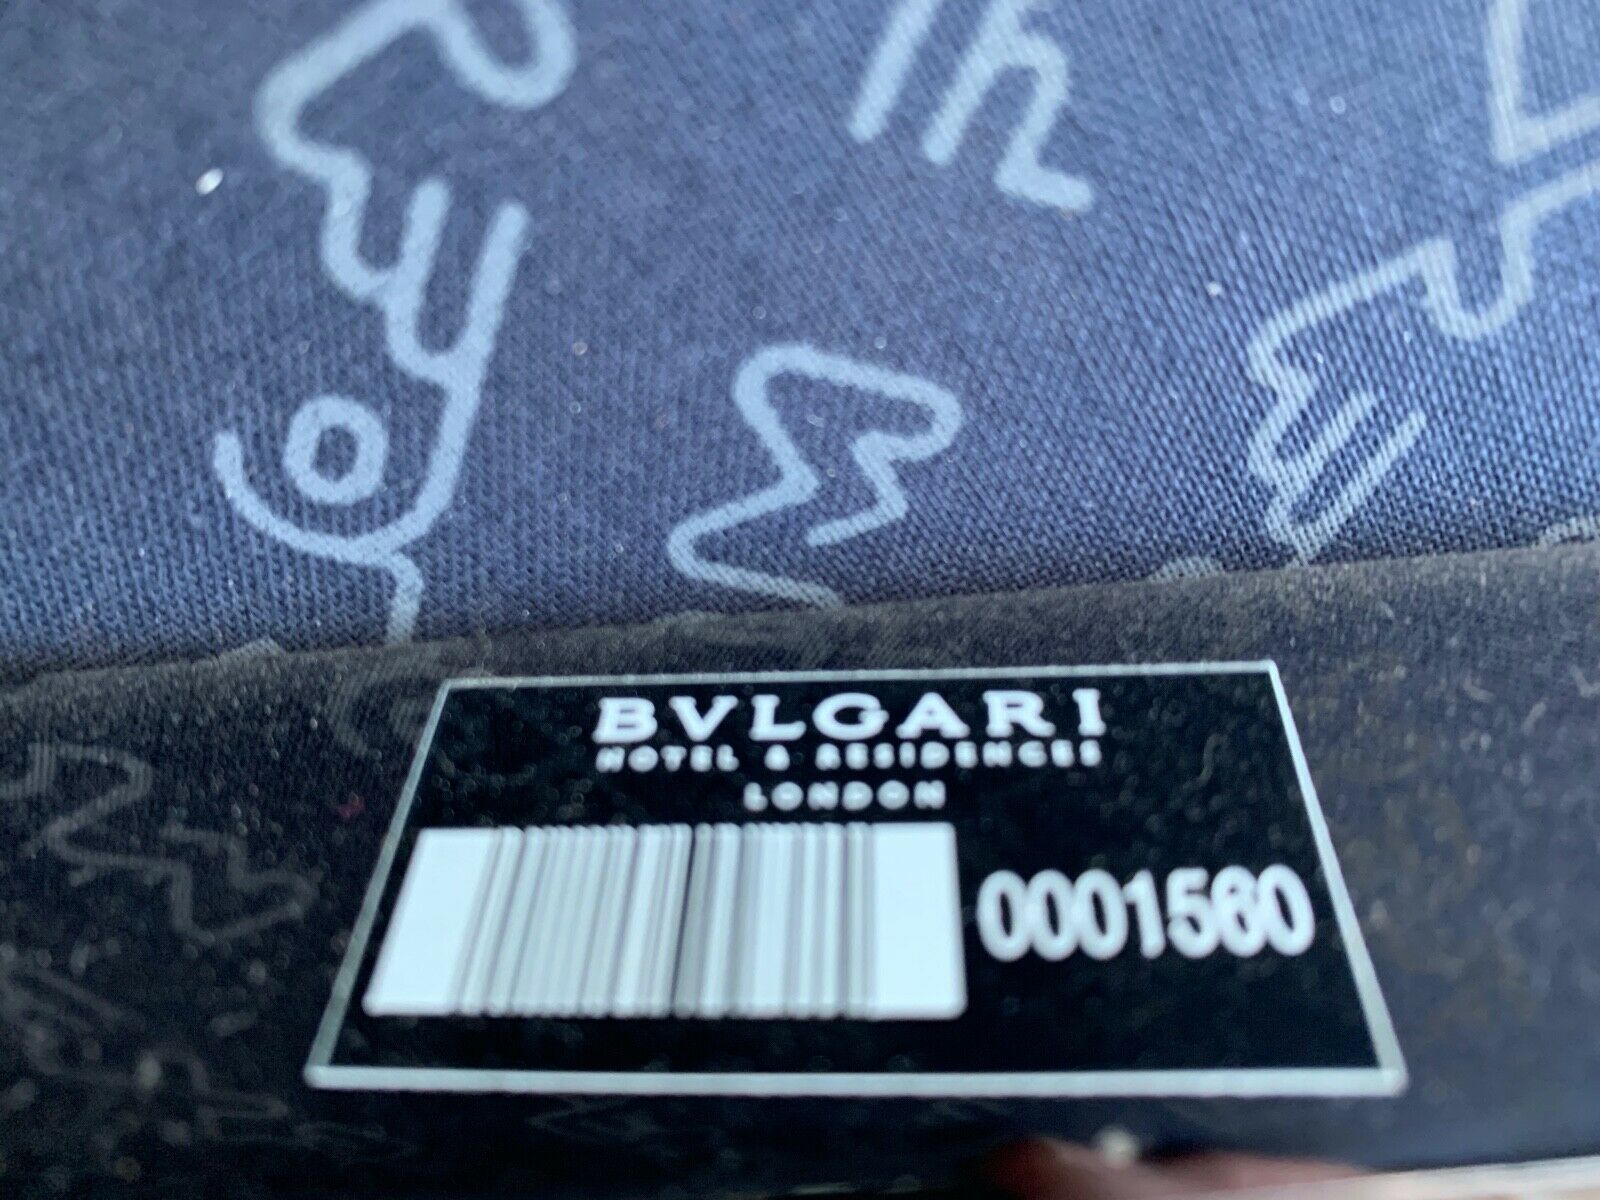 BVLGARI
HOTEL & RESIDENCES
LONDON
0001560